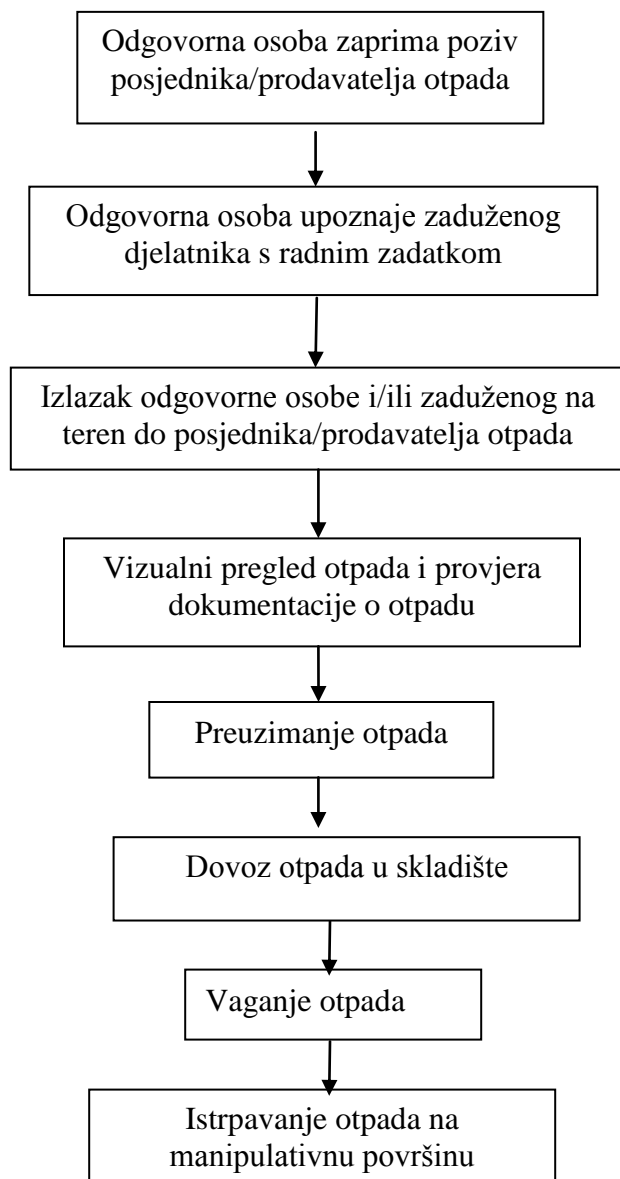 Odgovorna osoba zaprima poziv
posjednika/prodavatelja otpada
Odgovorna osoba upoznaje zaduženog
djelatnika s radnim zadatkom
Izlazak odgovorne osobe i/ili zaduženog na
teren do posjednika/prodavatelja otpada
Vizualni pregled otpada i provjera
dokumentacije o otpadu
Preuzimanje otpada
Dovoz otpada u skladište
Vaganje otpada
Istrpavanje otpada na
manipulativnu površinu